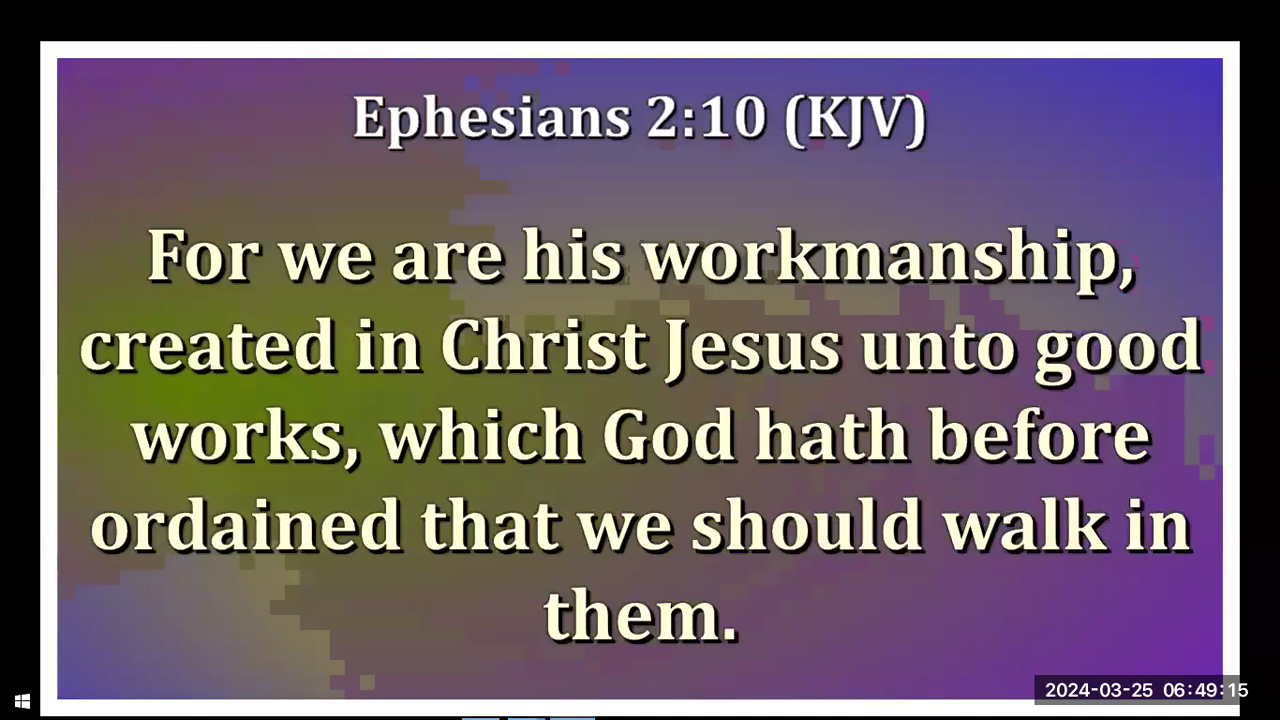 Ephesians 2:10 (KJV)
For we are his workmanship,
created in Christ Jesus unto good
works, which God hath before
ordained that we should walk in
them.
2024-03-25 06:49:15